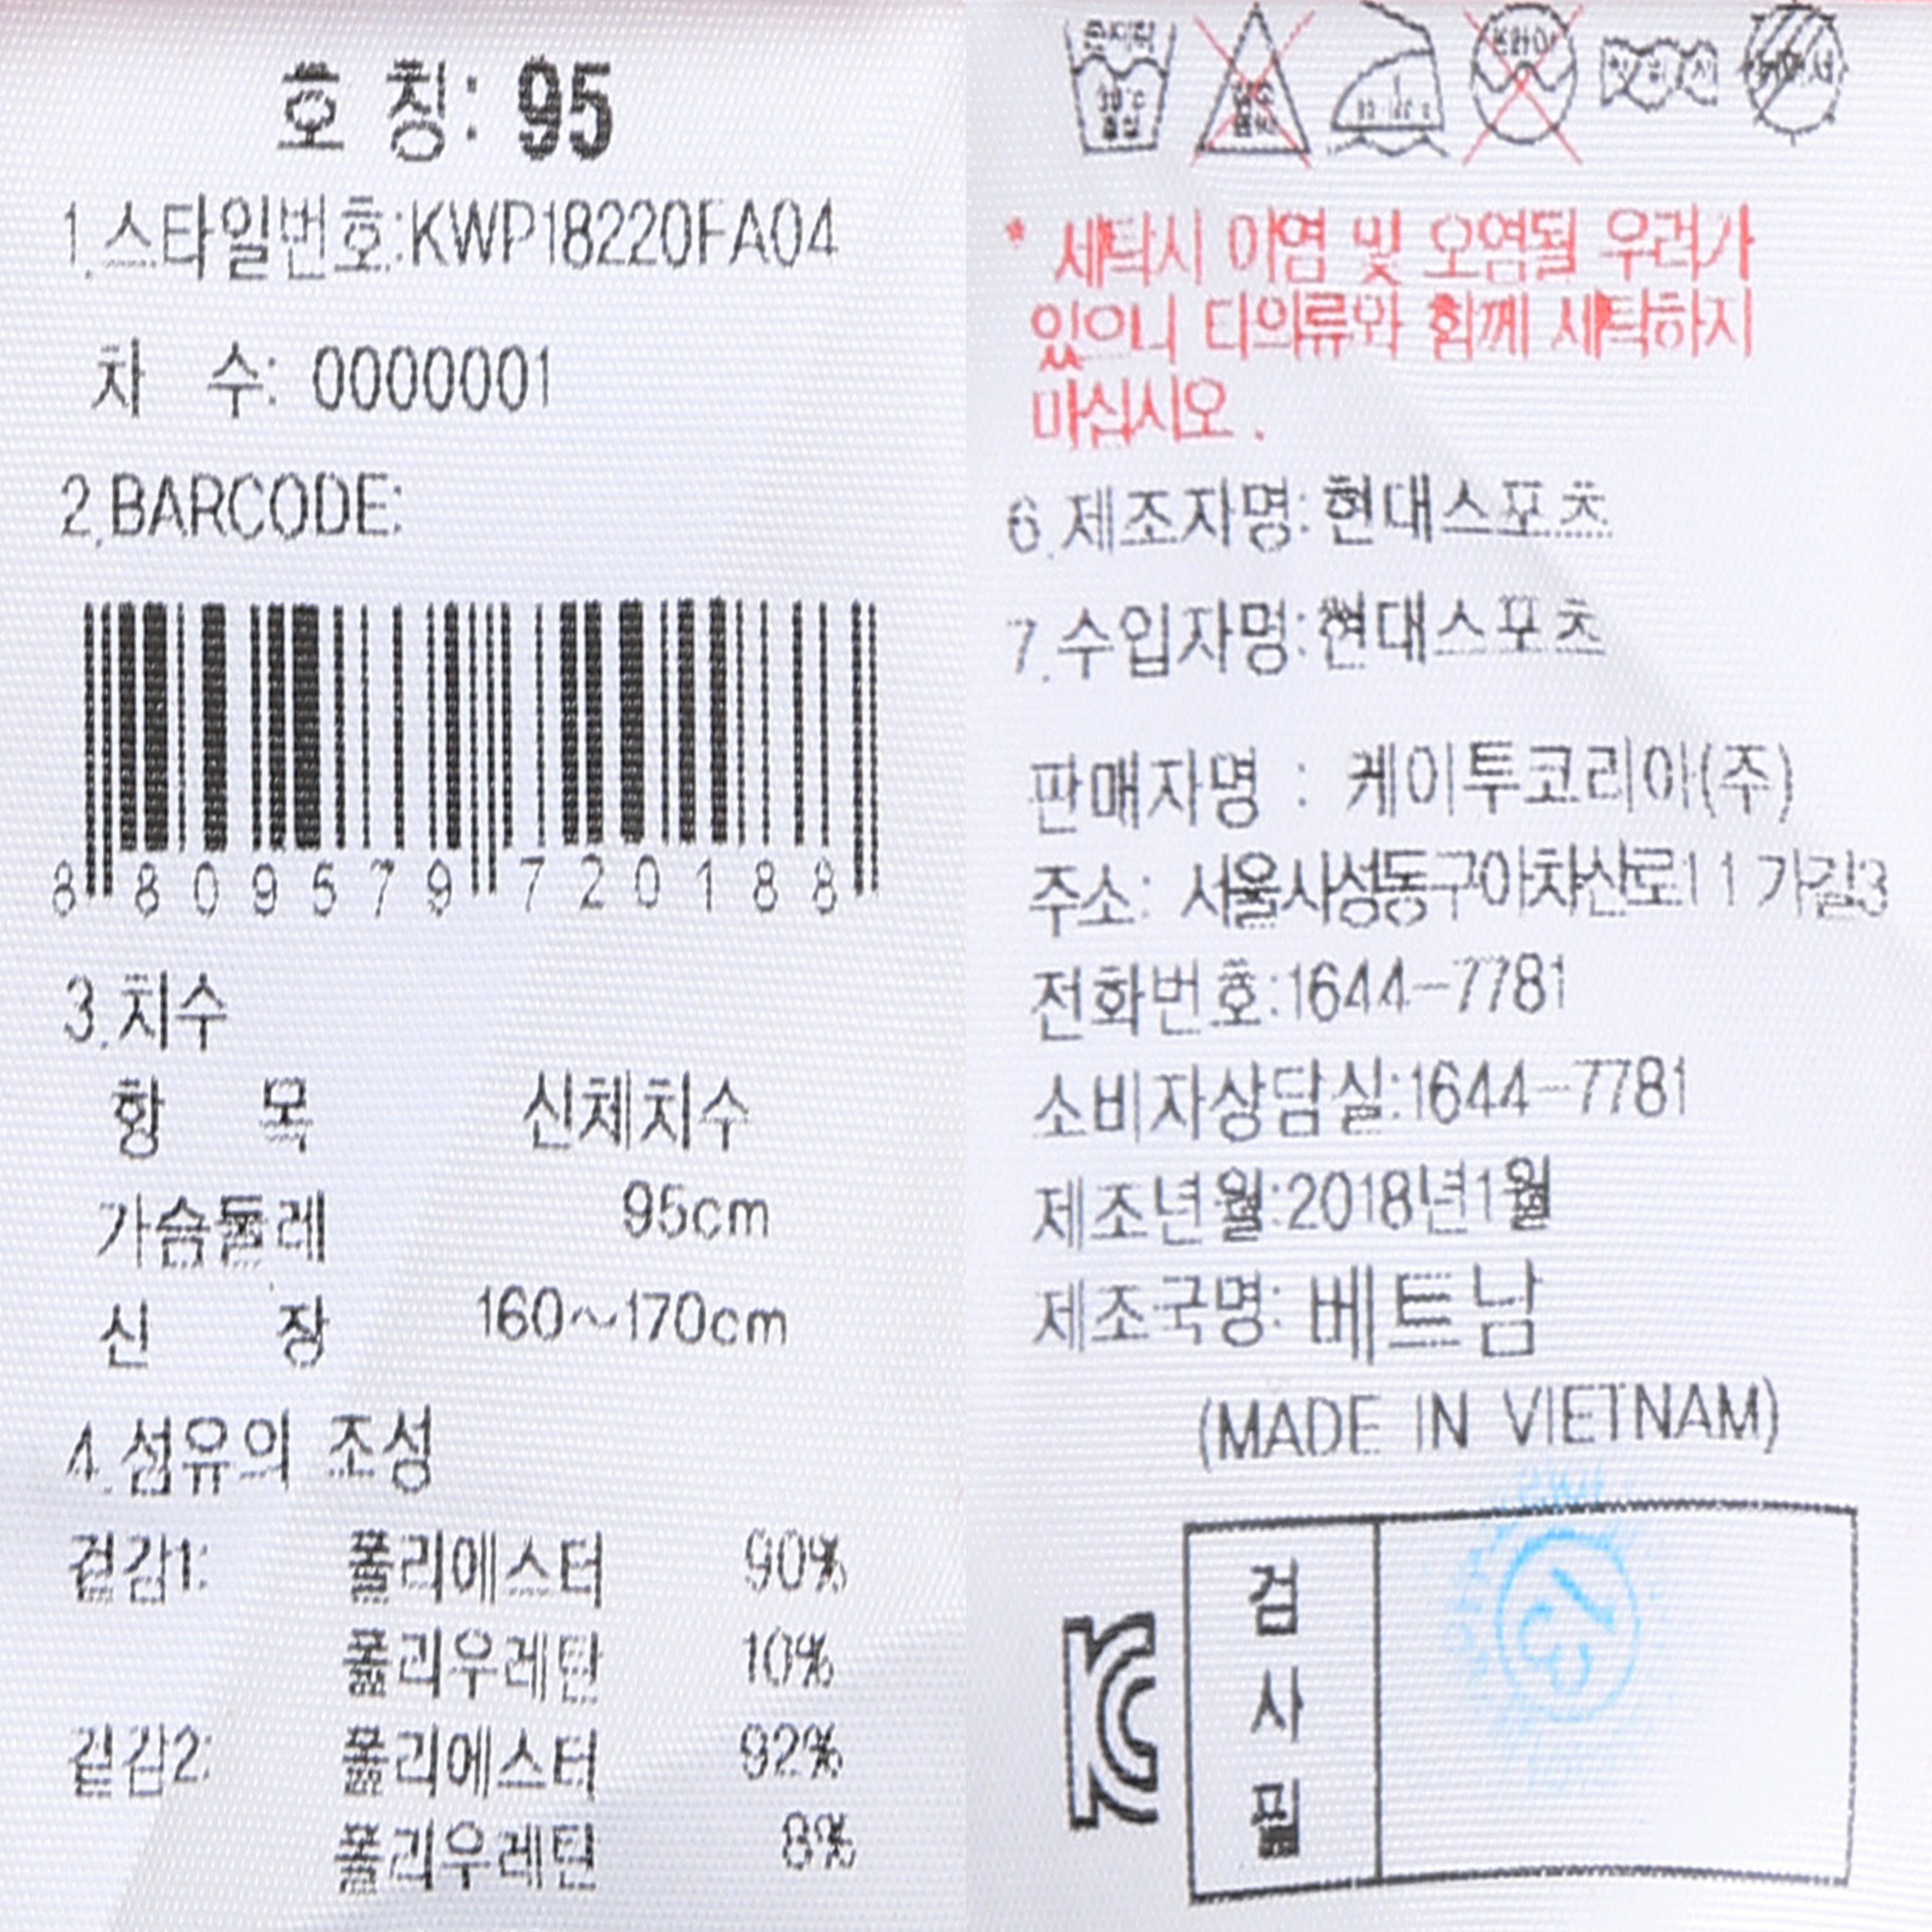 호 칭: 95
1.스타일번호:KWP18220FA04
차 수: 0000001
2.BARCODE:
8 809579 720188
3.치수
항 목 신체치수
가슴둘레 95cm
신 장 160~170cm
4.섬유의 조성
겉감1: 폴리에스터 90%
폴리우레탄 10%
겉감2: 폴리에스터 92%
폴리우레탄 8%
* 세탁시 이염 및 오염될 우려가
있으니 타의류와 함께 세탁하지
마십시오.
6.제조자명:현대스포츠
7.수입자명:현대스포츠
판매자명 : 케이투코리아(주)
주소: 서울시성동구아차산로11가길3
전화번호:1644-7781
소비자상담실:1644-7781
제조년월:2018년1월
제조국명: 베트남
(MADE IN VIETNAM)
검
사
필